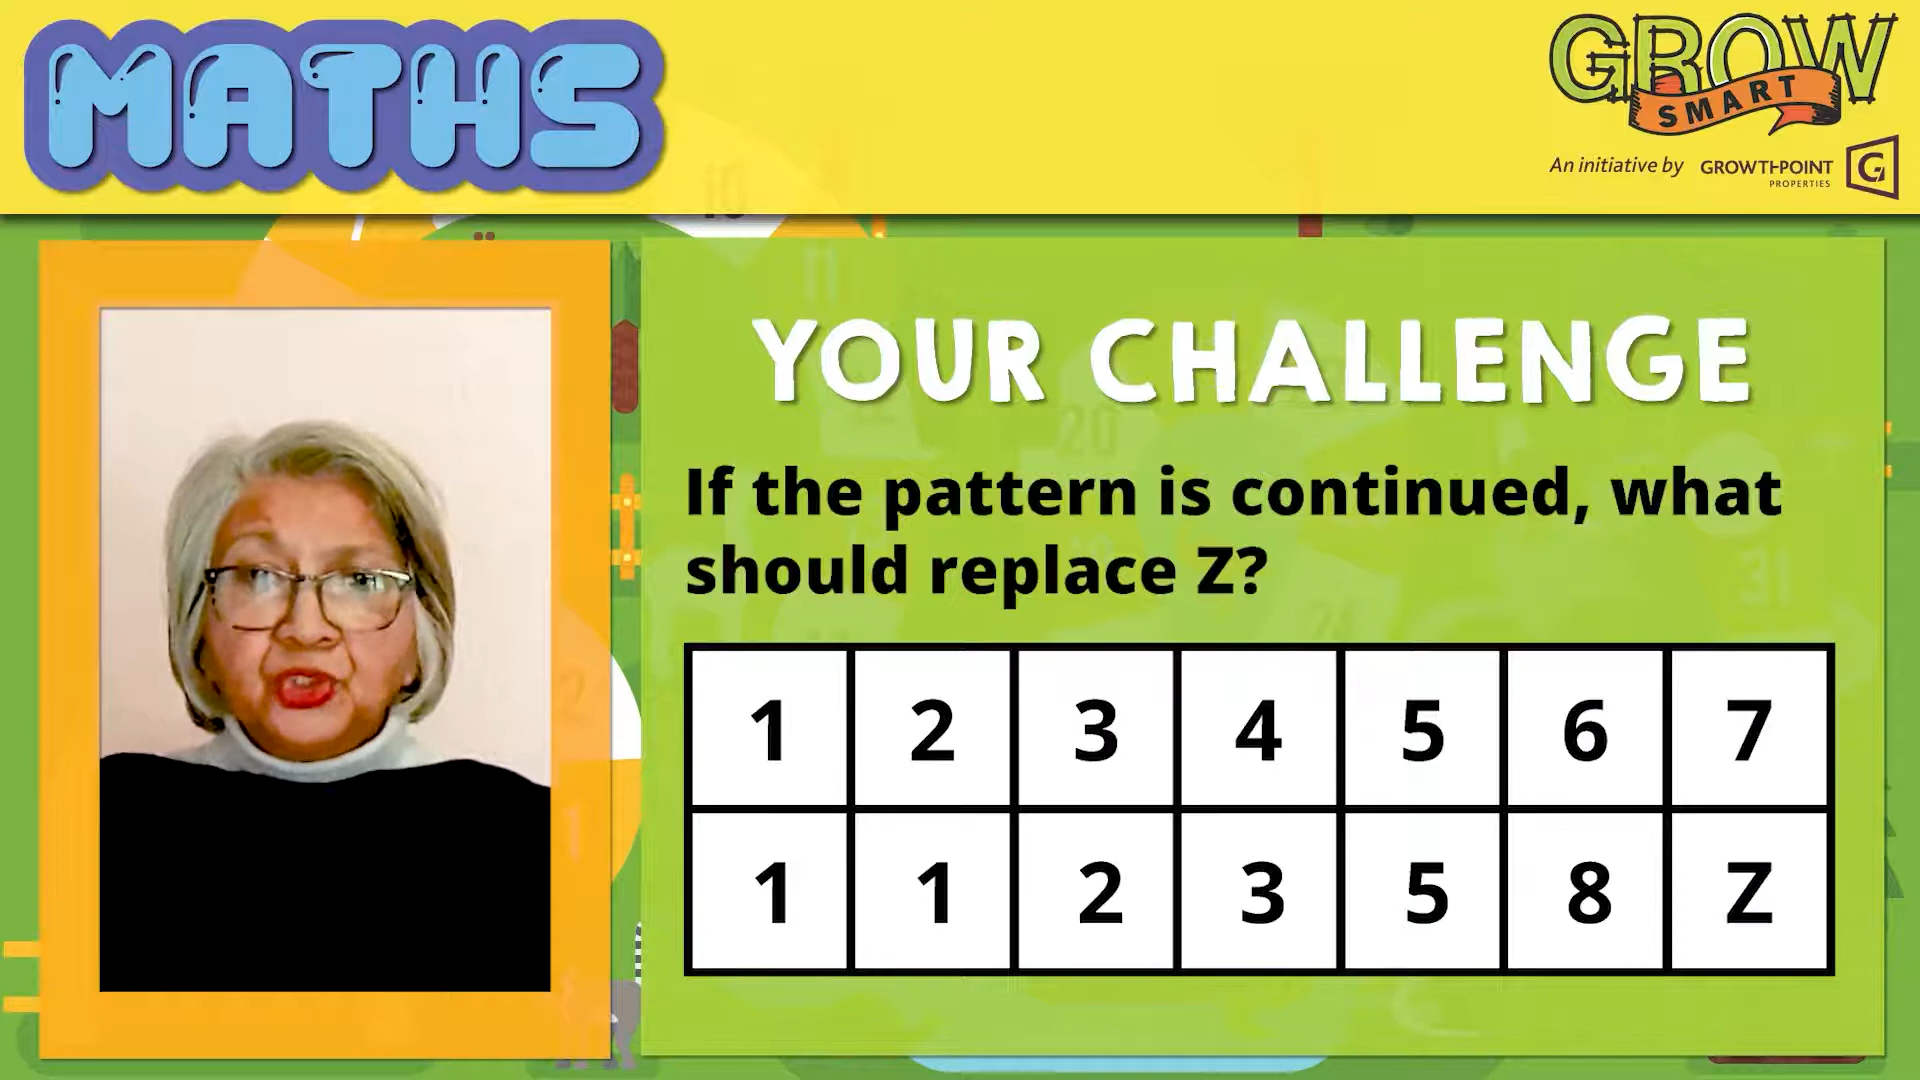 MATHS
GROW
SMART
An initiative by GROWTHPOINT
PROPERTIES
YOUR CHALLENGE
If the pattern is continued, what
should replace Z?
1 2 3 4 5 6 7
1 1 2 3 5 8 Z